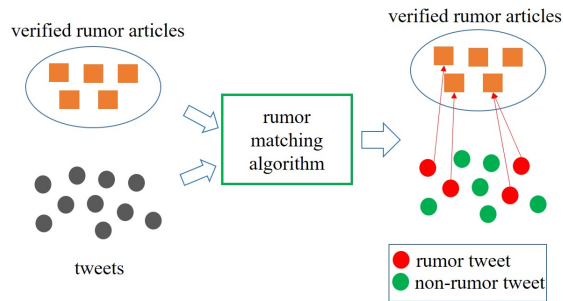 verified rumor articles
verified rumor articles
rumor
matching
algorithm
tweets
rumor tweet
non-rumor tweet